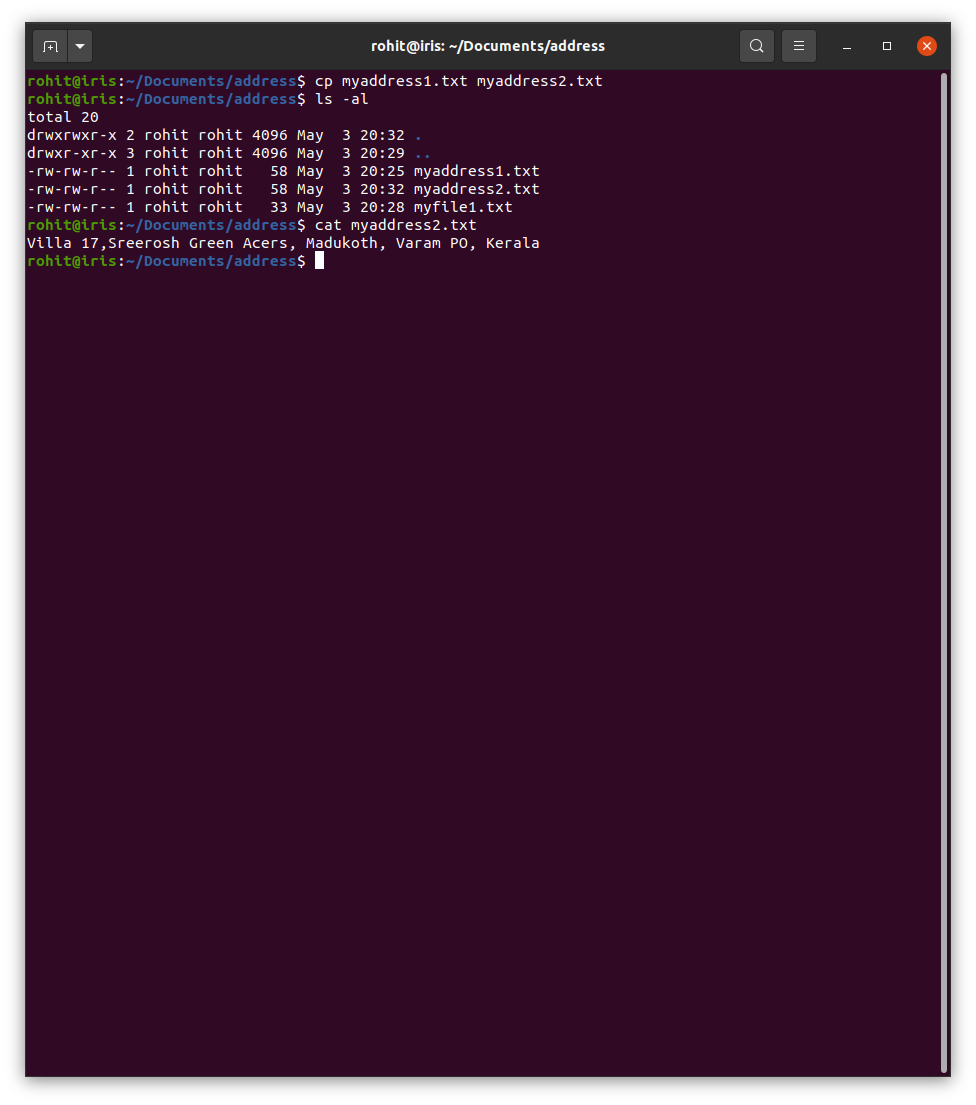 rohit@iris: ~/Documents/address
rohit@iris:~/Documents/address$ cp myaddress1.txt myaddress2.txt
rohit@iris:~/Documents/address$ ls -al
total 20
drwxrwxr-x 2 rohit rohit 4096 May  3 20:32 .
drwxr-xr-x 3 rohit rohit 4096 May  3 20:29 ..
-rw-rw-r-- 1 rohit rohit   58 May  3 20:25 myaddress1.txt
-rw-rw-r-- 1 rohit rohit   58 May  3 20:32 myaddress2.txt
-rw-rw-r-- 1 rohit rohit   33 May  3 20:28 myfile1.txt
rohit@iris:~/Documents/address$ cat myaddress2.txt
Villa 17,Sreerosh Green Acers, Madukoth, Varam PO, Kerala
rohit@iris:~/Documents/address$